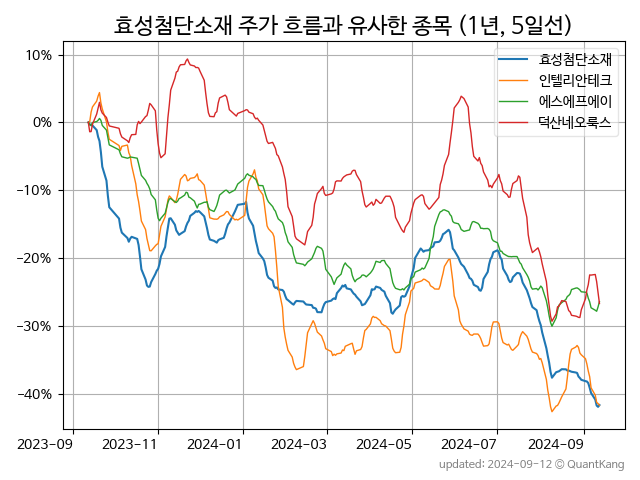 효성첨단소재 주가 흐름과 유사한 종목 (1년, 5일선)
효성첨단소재
인텔리안테크
에스에프에이
덕산네오룩스
10%
0%
−10%
−20%
−30%
−40%
2023-09
2023-11
2024-01
2024-03
2024-05
2024-07
2024-09
updated: 2024-09-12 © QuantKang